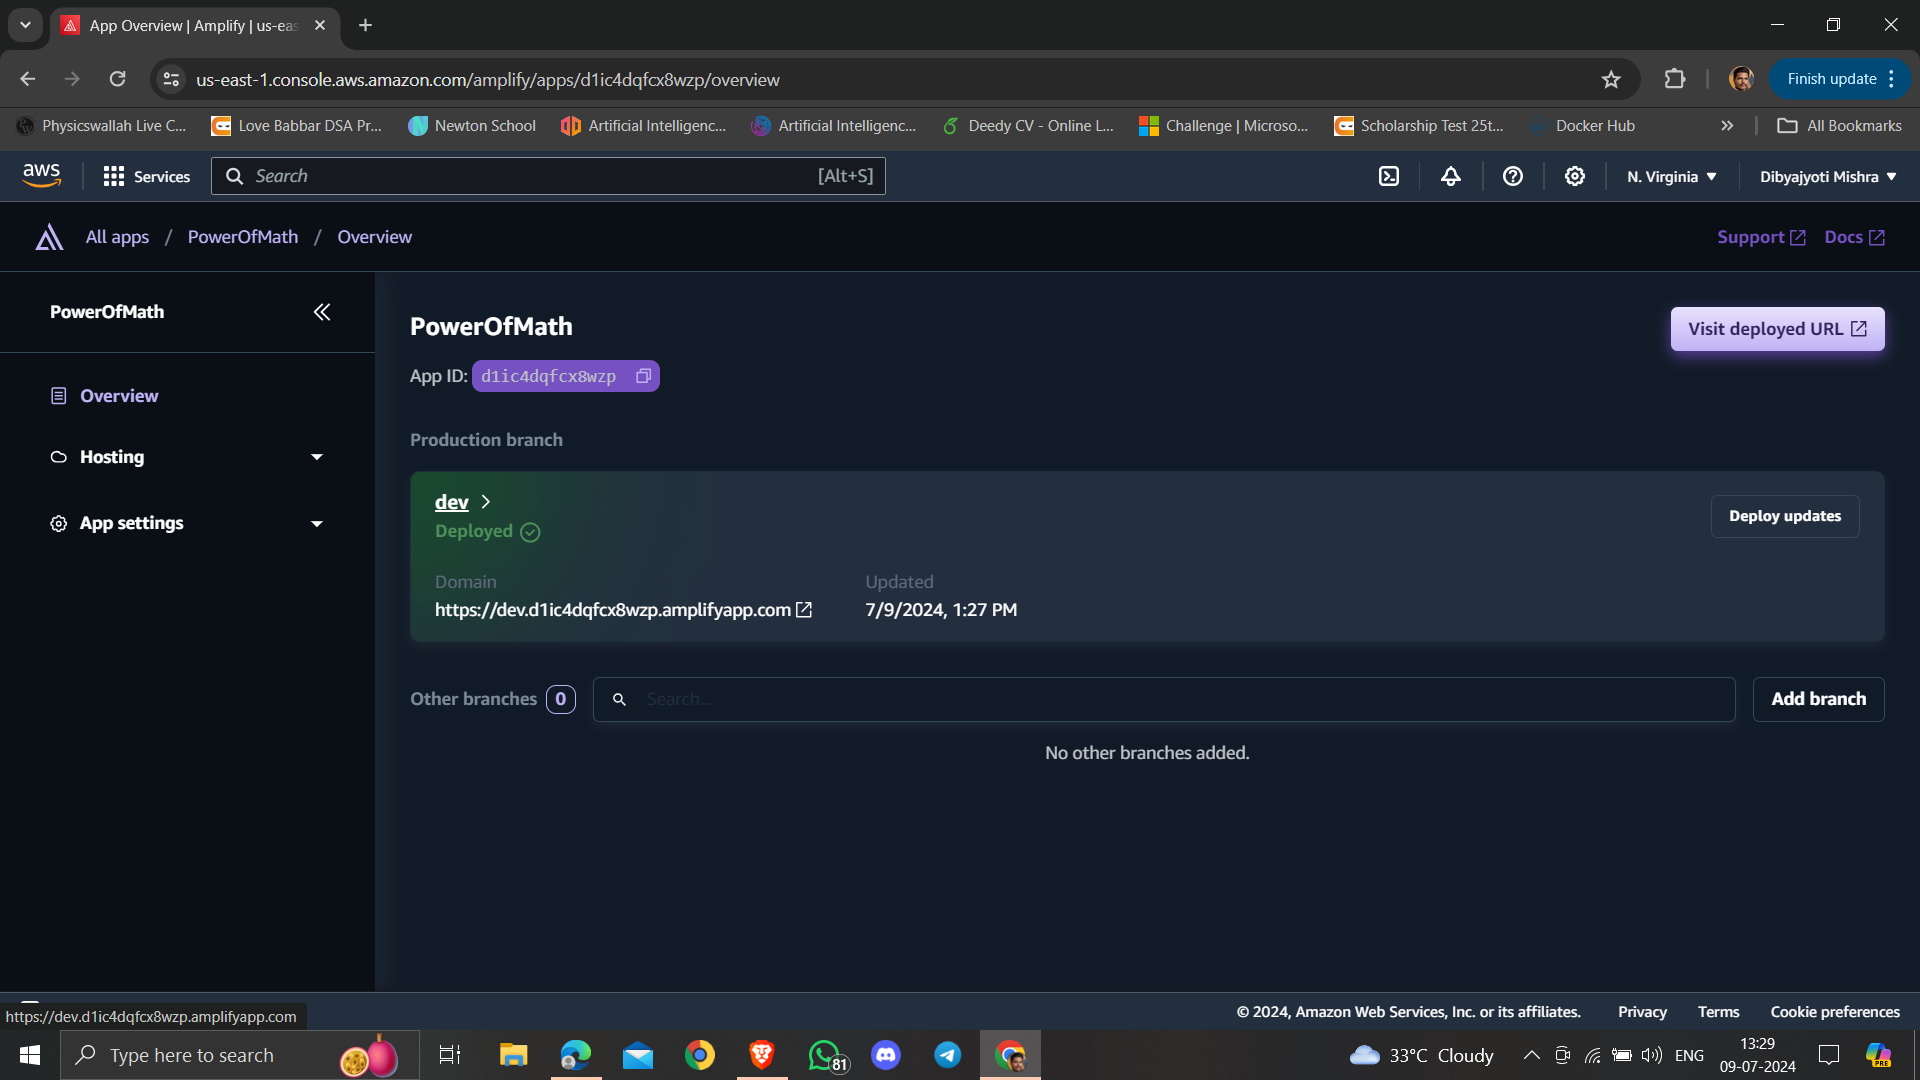 App Overview | Amplify | us-eas
us-east-1.console.aws.amazon.com/amplify/apps/d1ic4dqfcx8wzp/overview
Finish update
Physicswallah Live C...
Love Babbar DSA Pr...
Newton School
Artificial Intelligenc...
Artificial Intelligenc...
Deedy CV - Online L...
Challenge | Microso...
Scholarship Test 25t...
Docker Hub
All Bookmarks
aws
Services
Search
[Alt+S]
N. Virginia
Dibyajyoti Mishra
All apps / PowerOfMath / Overview
Support
Docs
PowerOfMath
Overview
Hosting
App settings
PowerOfMath
Visit deployed URL
App ID: d1ic4dqfcx8wzp
Production branch
dev
Deployed
Deploy updates
Domain
https://dev.d1ic4dqfcx8wzp.amplifyapp.com
Updated
7/9/2024, 1:27 PM
Other branches 0
Search...
Add branch
No other branches added.
https://dev.d1ic4dqfcx8wzp.amplifyapp.com
© 2024, Amazon Web Services, Inc. or its affiliates.
Privacy
Terms
Cookie preferences
Type here to search
81
33°C Cloudy
ENG
13:29
09-07-2024
PRE